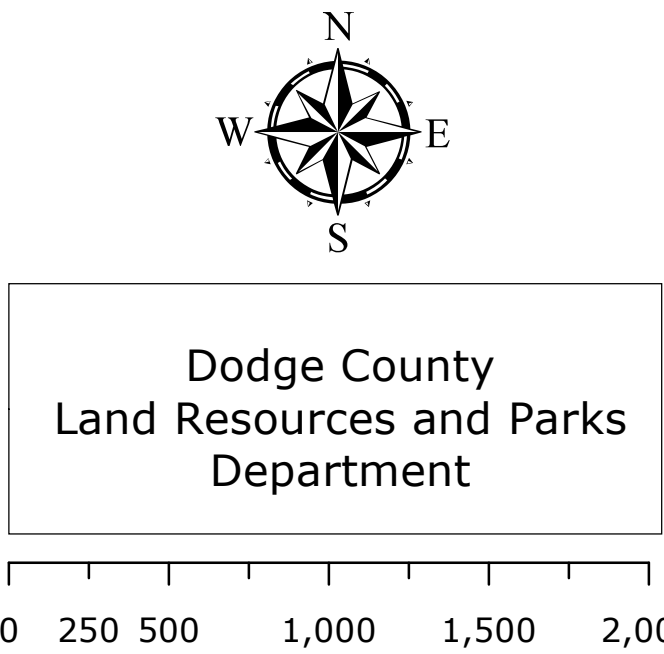 N
W E
S
Dodge County
Land Resources and Parks
Department
0 250 500 1,000 1,500